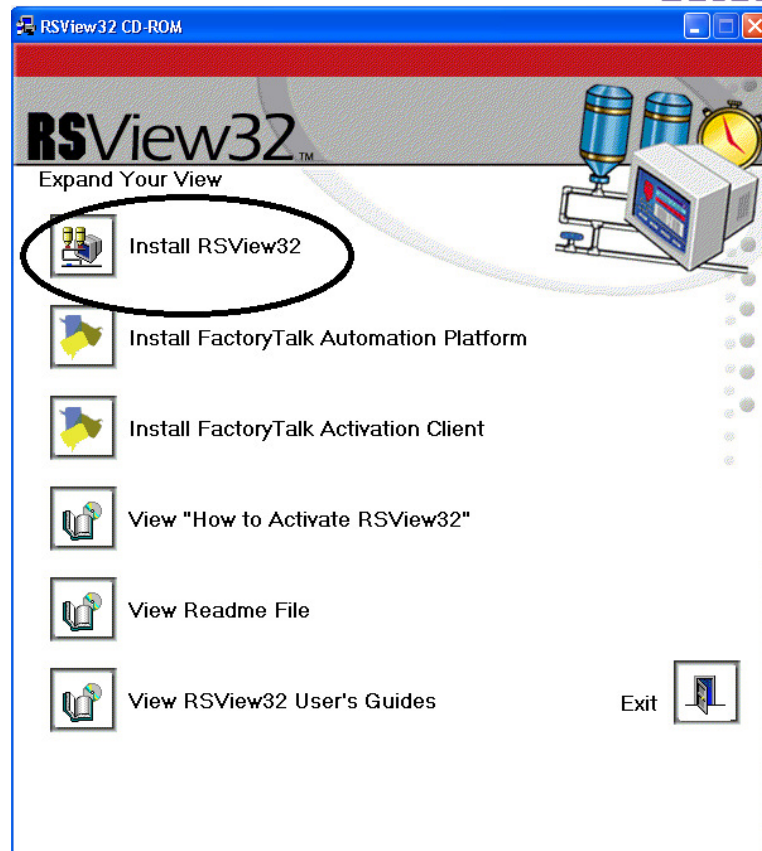 RSView32 CD-ROM
RSView32™
Expand Your View
Install RSView32
Install FactoryTalk Automation Platform
Install FactoryTalk Activation Client
View "How to Activate RSView32"
View Readme File
View RSView32 User's Guides
Exit